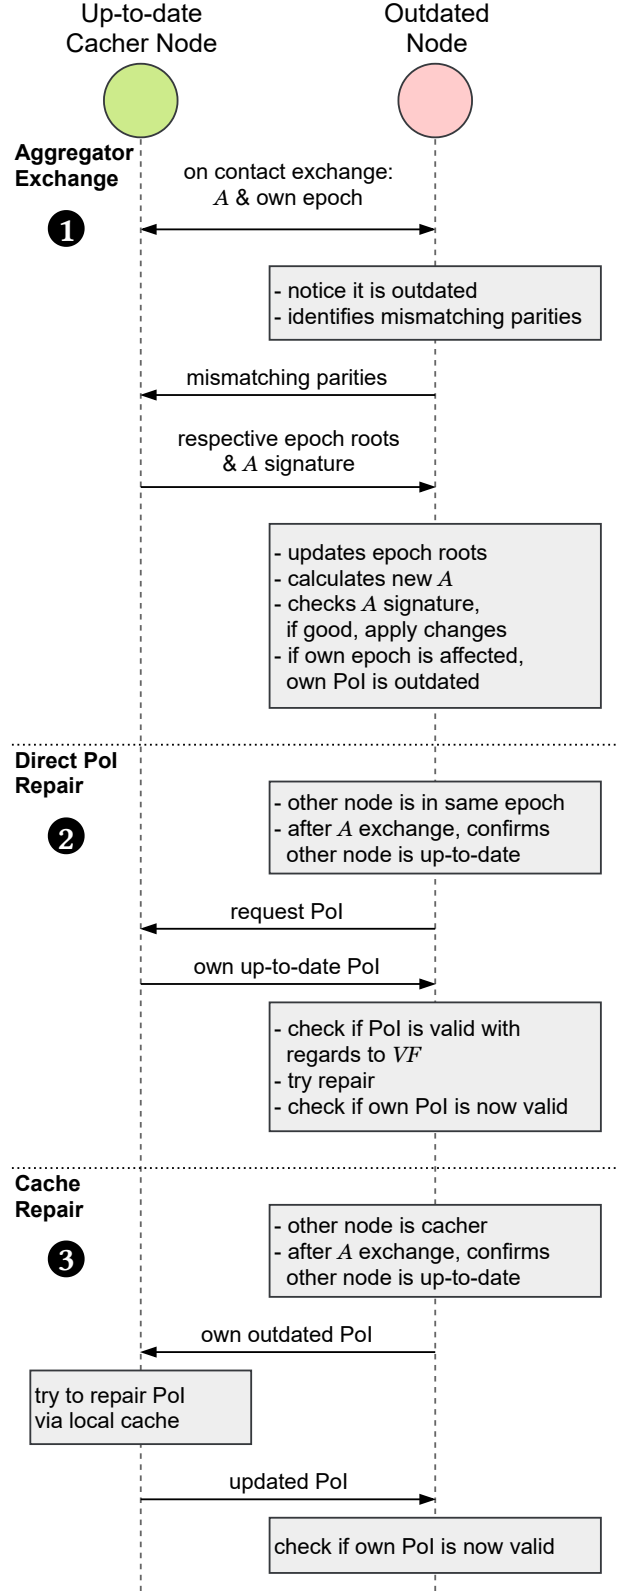 Up-to-date
Cacher Node
Outdated
Node
Aggregator
Exchange
1
on contact exchange:
A & own epoch
- notice it is outdated
- identifies mismatching parities
mismatching parities
respective epoch roots
& A signature
- updates epoch roots
- calculates new A
- checks A signature,
if good, apply changes
- if own epoch is affected,
own PoI is outdated
Direct PoI
Repair
2
- other node is in same epoch
- after A exchange, confirms
other node is up-to-date
request PoI
own up-to-date PoI
- check if PoI is valid with
regards to VF
- try repair
- check if own PoI is now valid
Cache
Repair
3
- other node is cacher
- after A exchange, confirms
other node is up-to-date
own outdated PoI
try to repair PoI
via local cache
updated PoI
check if own PoI is now valid